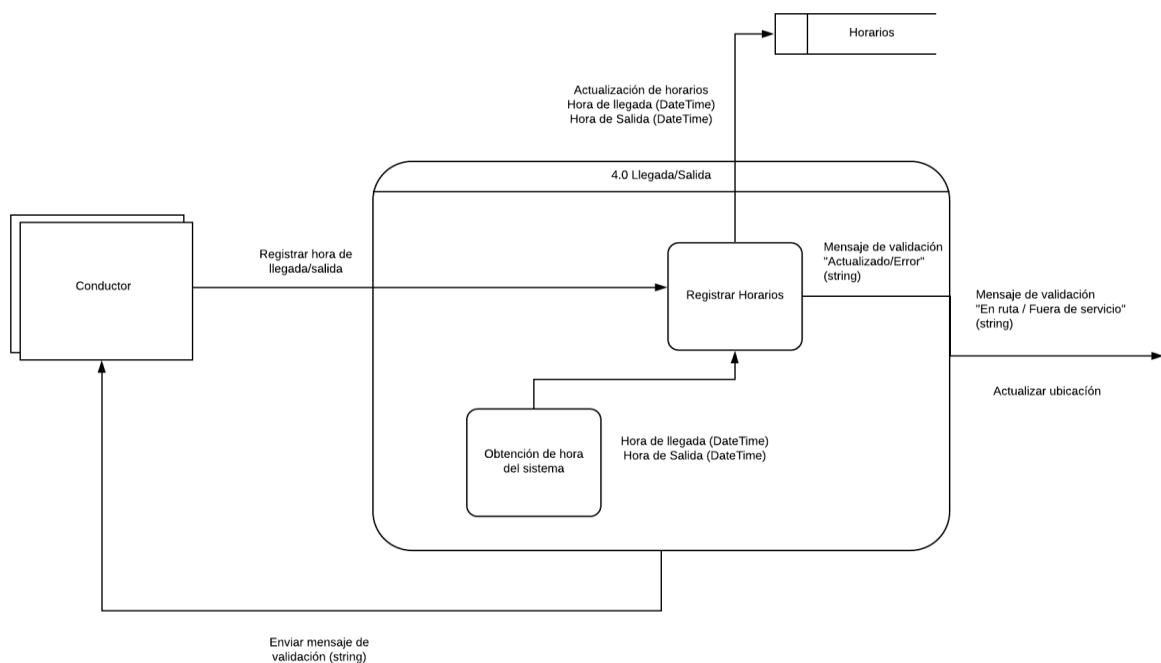 Horarios
Actualización de horarios
Hora de llegada (DateTime)
Hora de Salida (DateTime)
4.0 Llegada/Salida
Conductor
Registrar hora de
llegada/salida
Registrar Horarios
Mensaje de validación
"Actualizado/Error"
(string)
Mensaje de validación
"En ruta / Fuera de servicio"
(string)
Actualizar ubicación
Obtención de hora
del sistema
Hora de llegada (DateTime)
Hora de Salida (DateTime)
Enviar mensaje de
validación (string)